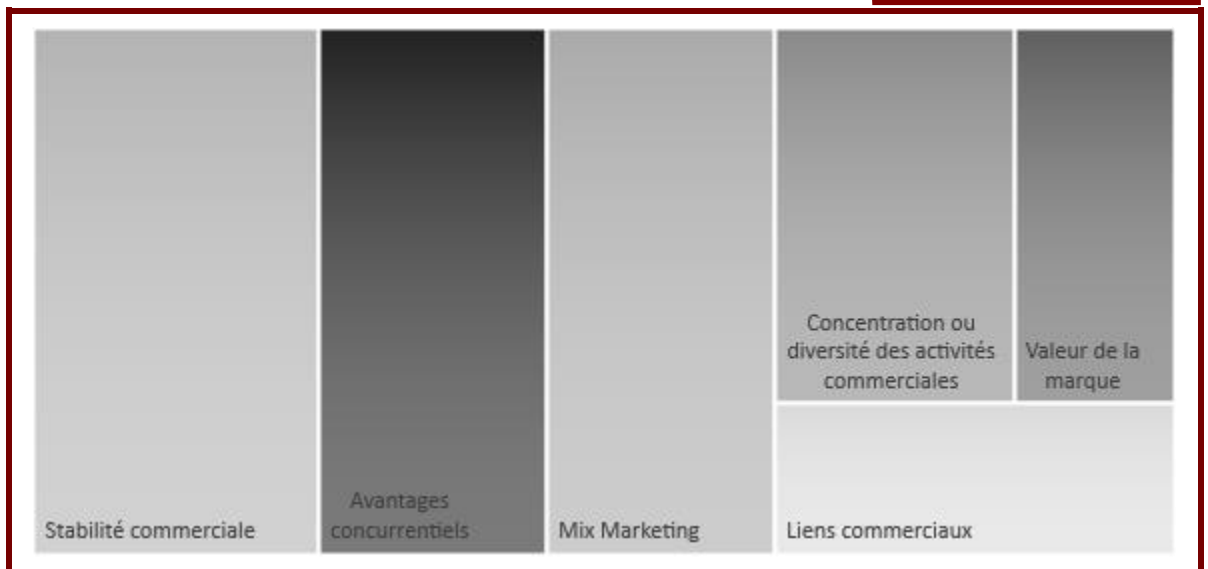 Stabilité commerciale
Avantages
concurrentiels
Mix Marketing
Concentration ou
diversité des activités
commerciales
Valeur de la
marque
Liens commerciaux